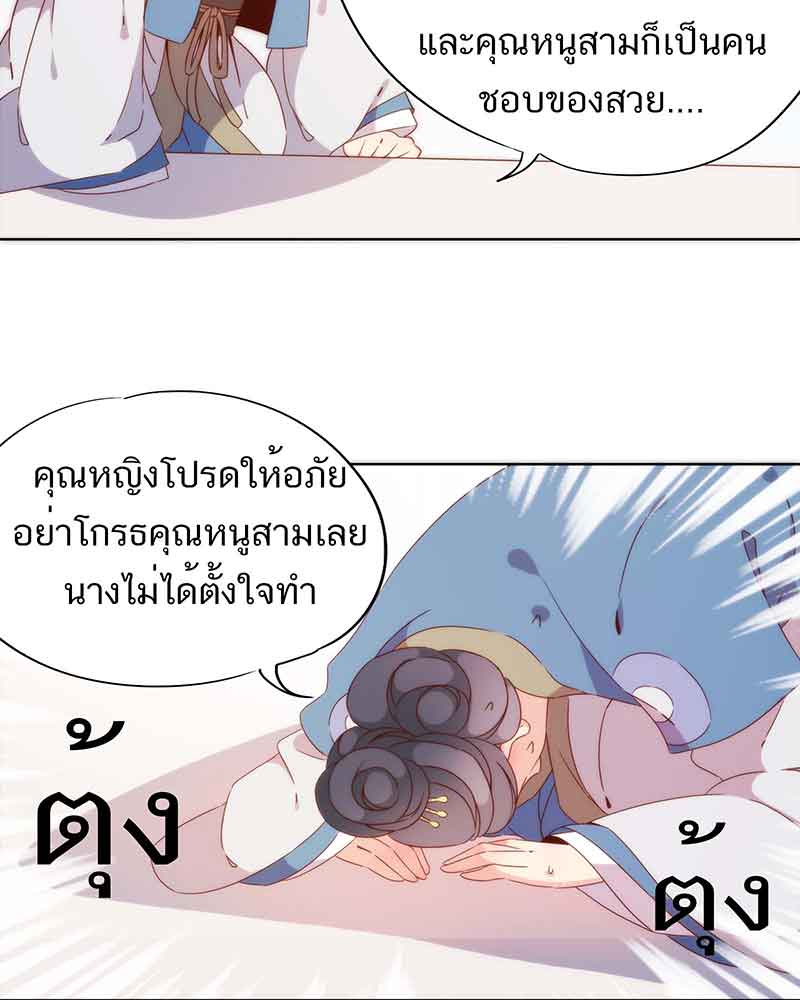 และคุณหนูสามก็เป็นคน
ชอบของสวย....
คุณหญิงโปรดให้อภัย
อย่าโกรธคุณหนูสามเลย
นางไม่ได้ตั้งใจทำ
ตุ้ง
ตุ้ง